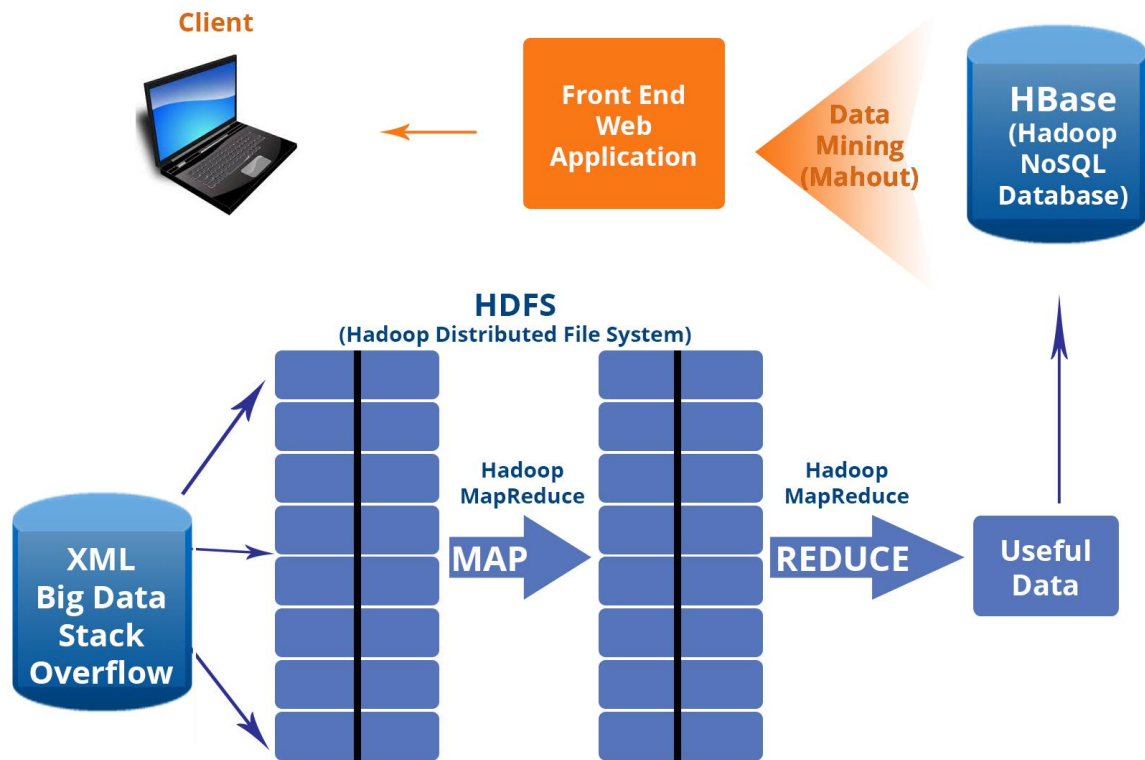 Client
Front End
Web
Application
Data
Mining
(Mahout)
HBase
(Hadoop
NoSQL
Database)
HDFS
(Hadoop Distributed File System)
XML
Big Data
Stack
Overflow
Hadoop
MapReduce
MAP
Hadoop
MapReduce
REDUCE
Useful
Data